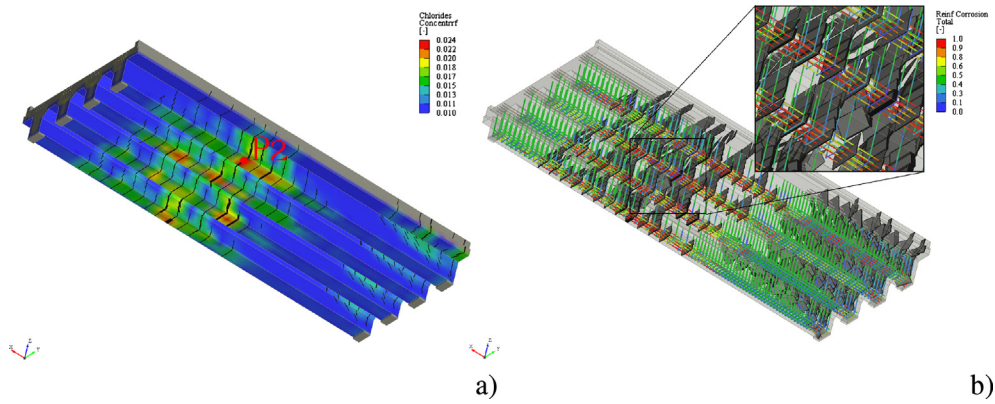 Chlorides
Concentrrf
[-]
0.024
0.022
0.020
0.018
0.017
0.015
0.013
0.011
0.010
P2
X
Z
Y
a)
Reinf Corrosion
Total
[-]
1.0
0.9
0.8
0.6
0.5
0.4
0.3
0.1
0.0
X
Z
Y
b)